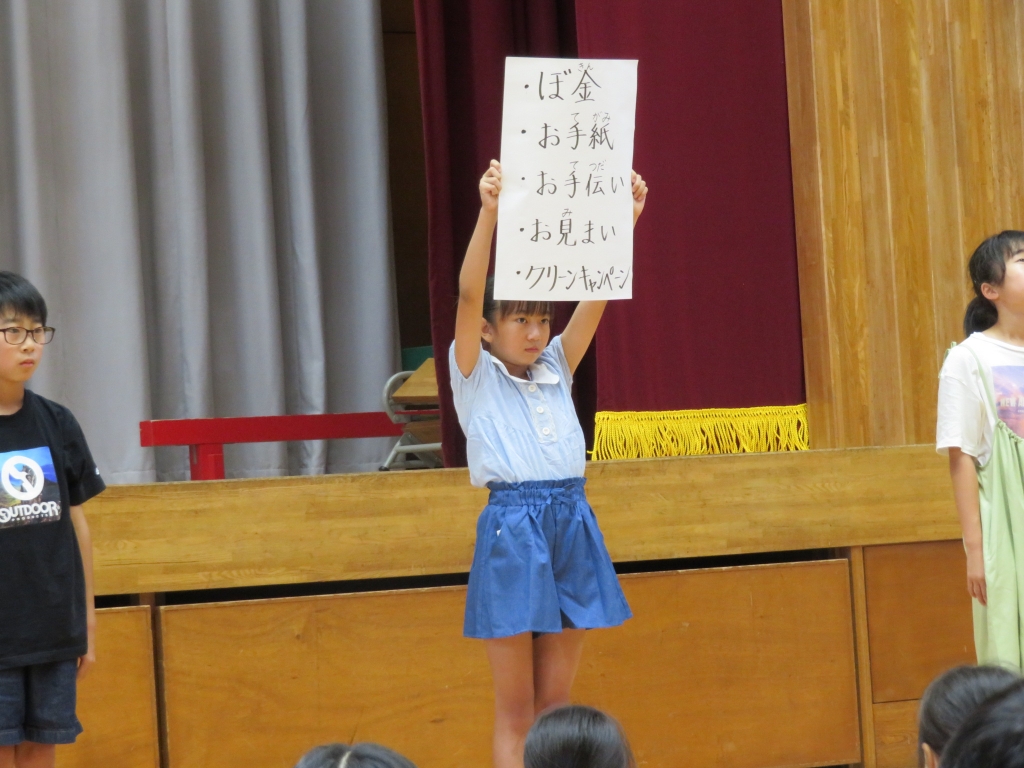 ・ぼ金
・お手紙
・お手伝い
・お見まい
・クリーンキャンペーン
OUTDOOR